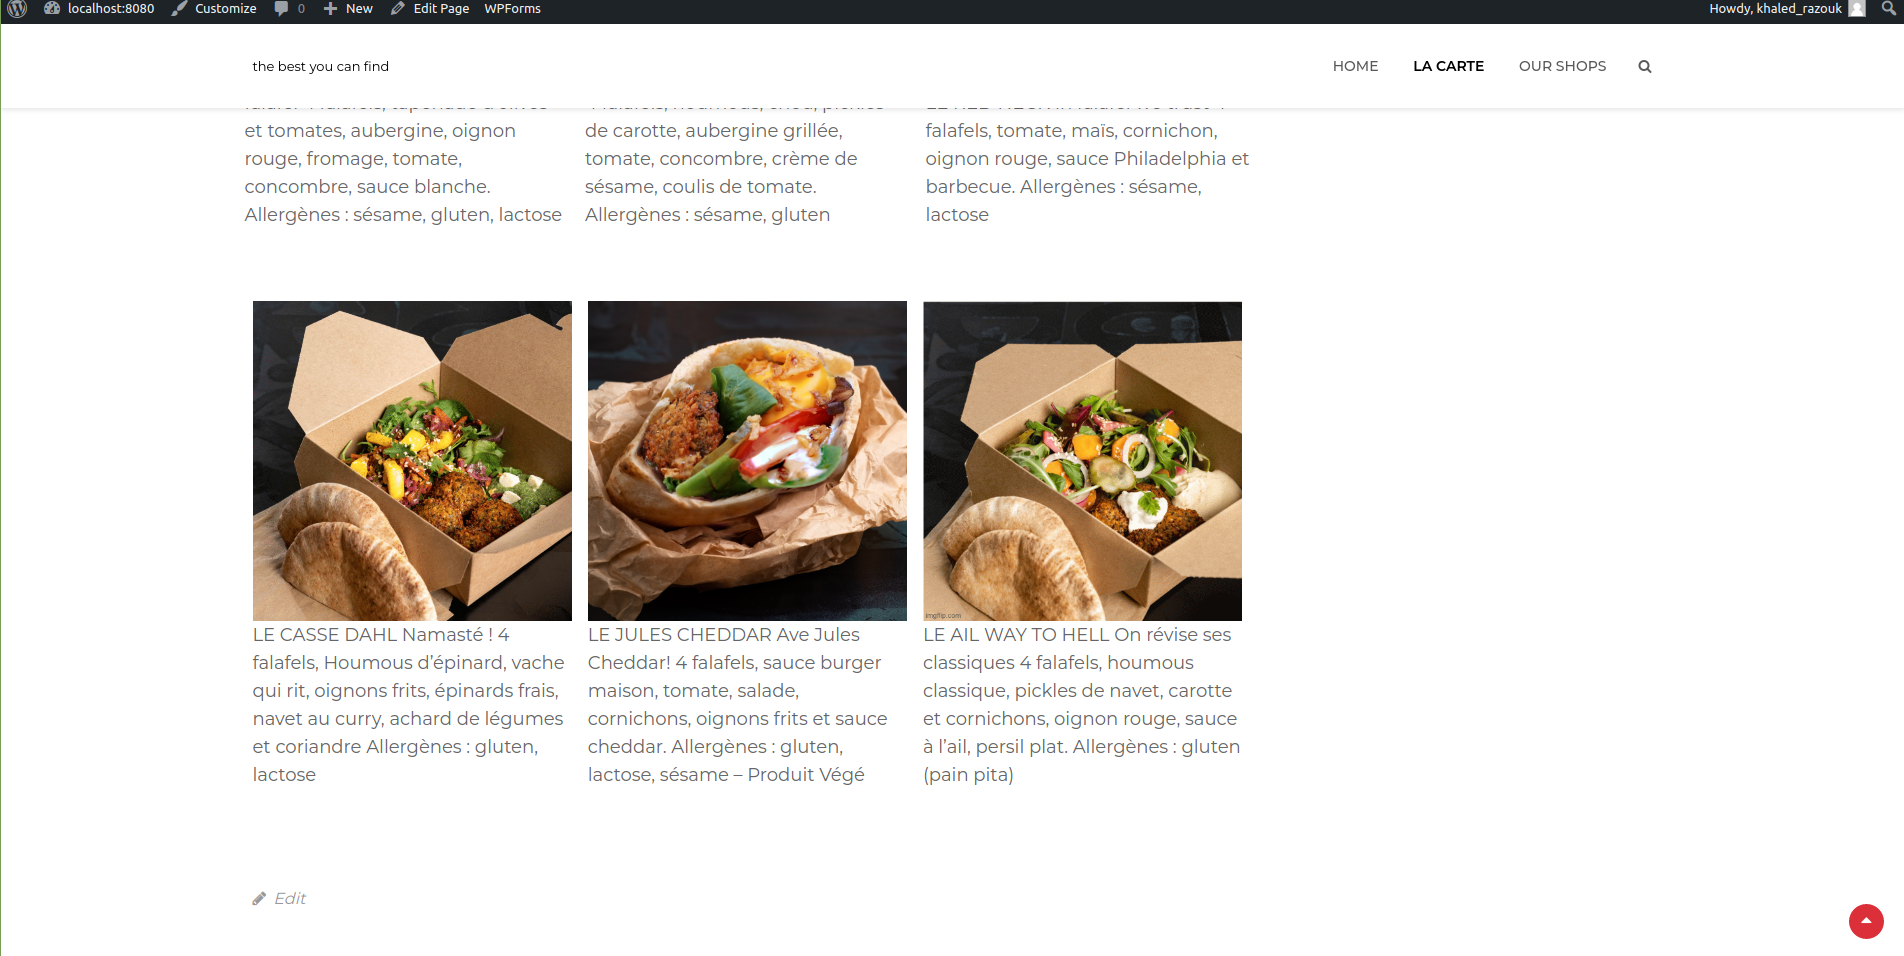 localhost:8080 Customize 0 New Edit Page WPForms Howdy, khaled_razouk
the best you can find HOME LA CARTE OUR SHOPS
et tomates, aubergine, oignon
rouge, fromage, tomate,
concombre, sauce blanche.
Allergènes : sésame, gluten, lactose
de carotte, aubergine grillée,
tomate, concombre, crème de
sésame, coulis de tomate.
Allergènes : sésame, gluten
falafels, tomate, maïs, cornichon,
oignon rouge, sauce Philadelphia et
barbecue. Allergènes : sésame,
lactose
imgflip.com
LE CASSE DAHL Namasté ! 4
falafels, Houmous d’épinard, vache
qui rit, oignons frits, épinards frais,
navet au curry, achard de légumes
et coriandre Allergènes : gluten,
lactose
LE JULES CHEDDAR Ave Jules
Cheddar! 4 falafels, sauce burger
maison, tomate, salade,
cornichons, oignons frits et sauce
cheddar. Allergènes : gluten,
lactose, sésame – Produit Végé
LE AIL WAY TO HELL On révise ses
classiques 4 falafels, houmous
classique, pickles de navet, carotte
et cornichons, oignon rouge, sauce
à l’ail, persil plat. Allergènes : gluten
(pain pita)
Edit